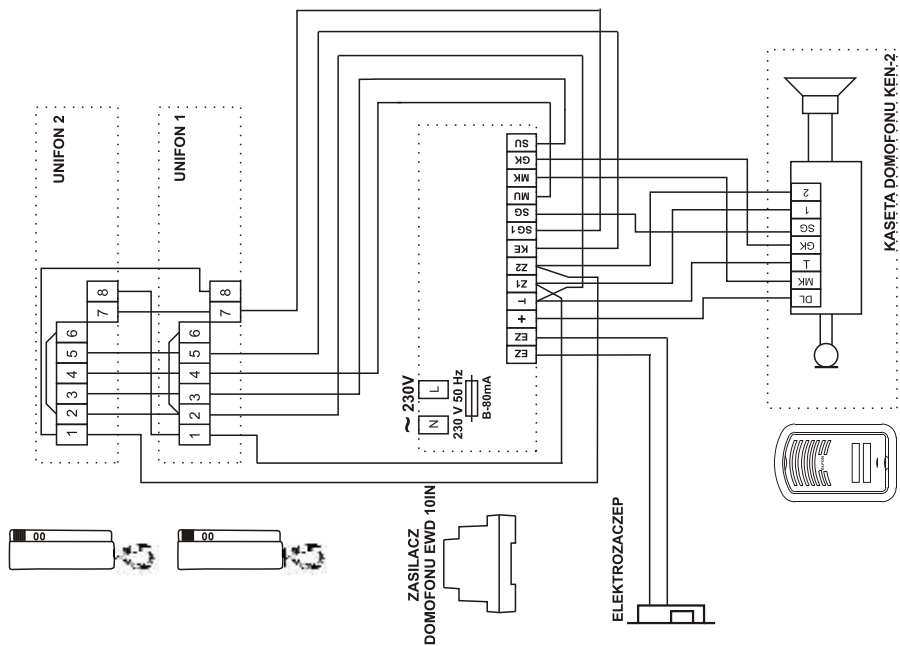 UNIFON 2
8
7
6
5
4
3
2
1
UNIFON 1
8
7
6
5
4
3
2
1
SU
GK
MK
MU
SG
SG1
KE
Z2
Z1
⊥
+
EZ
EZ
~ 230V
L
N
230 V 50 Hz
B-80mA
KASETA DOMOFONU KEN-2
2
1
SG
GK
⊥
MK
DL
00
00
ZASILACZ
DOMOFONU EWD 10IN
ELEKTROZACZEP